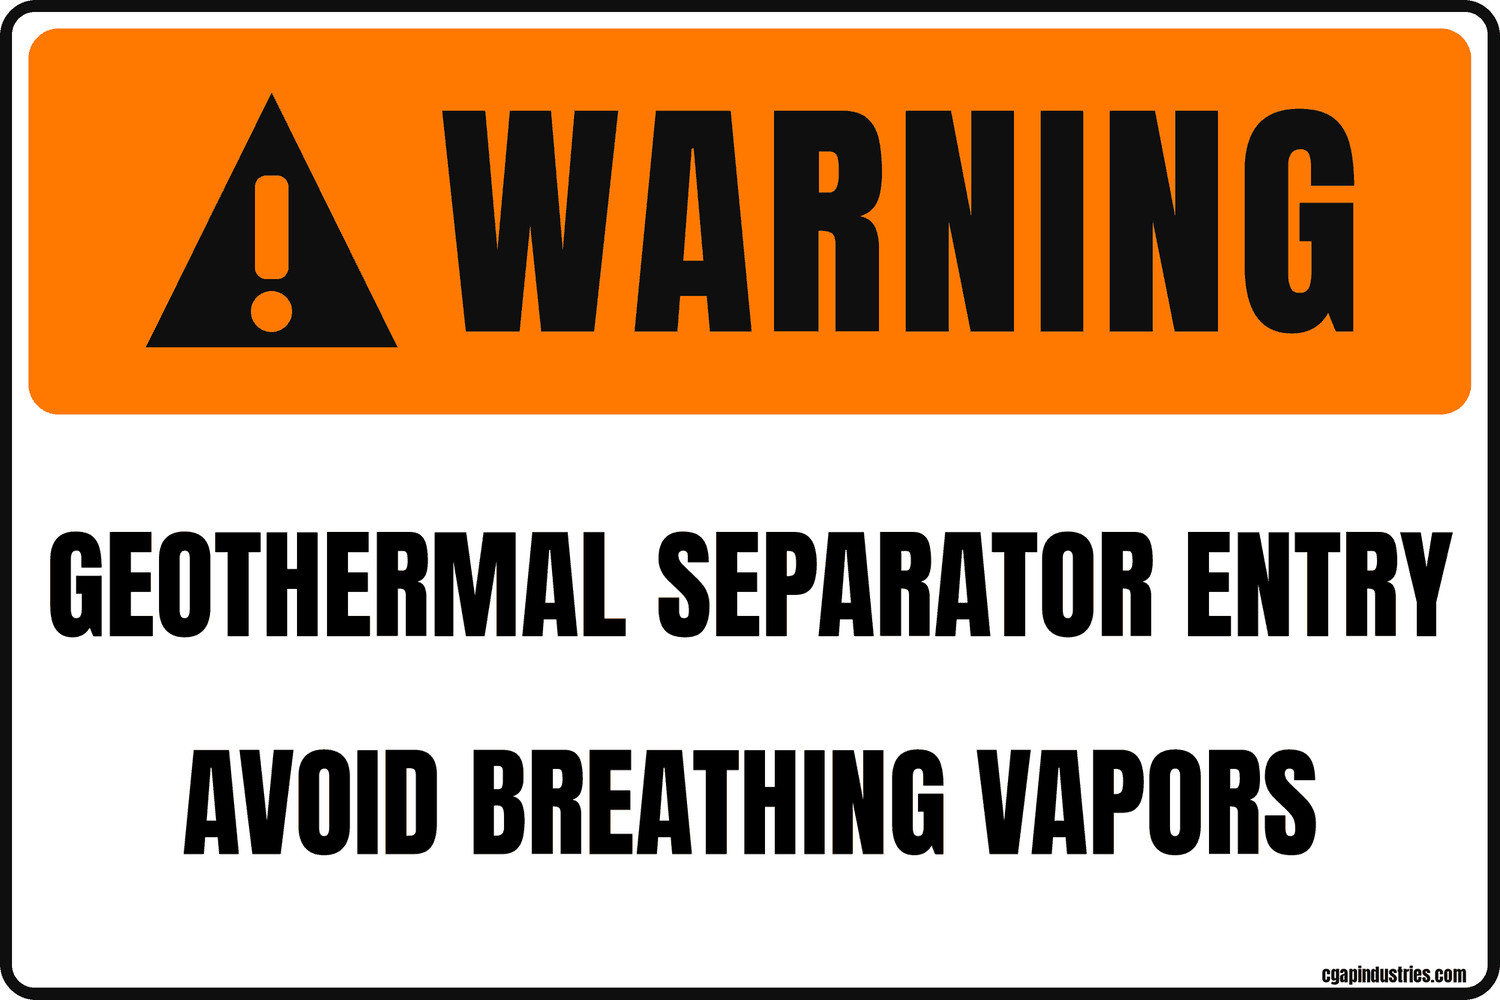 WARNING
GEOTHERMAL SEPARATOR ENTRY
AVOID BREATHING VAPORS
cgapindustries.com